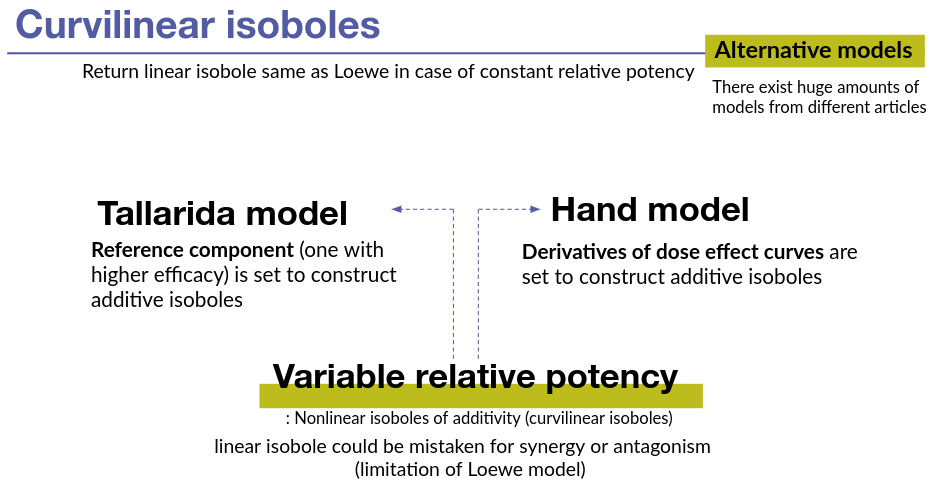 Curvilinear isoboles
Alternative models
Return linear isobole same as Loewe in case of constant relative potency
There exist huge amounts of
models from different articles
Tallarida model
Reference component (one with
higher efficacy) is set to construct
additive isoboles
Hand model
Derivatives of dose effect curves are
set to construct additive isoboles
Variable relative potency
: Nonlinear isoboles of additivity (curvilinear isoboles)
linear isobole could be mistaken for synergy or antagonism
(limitation of Loewe model)